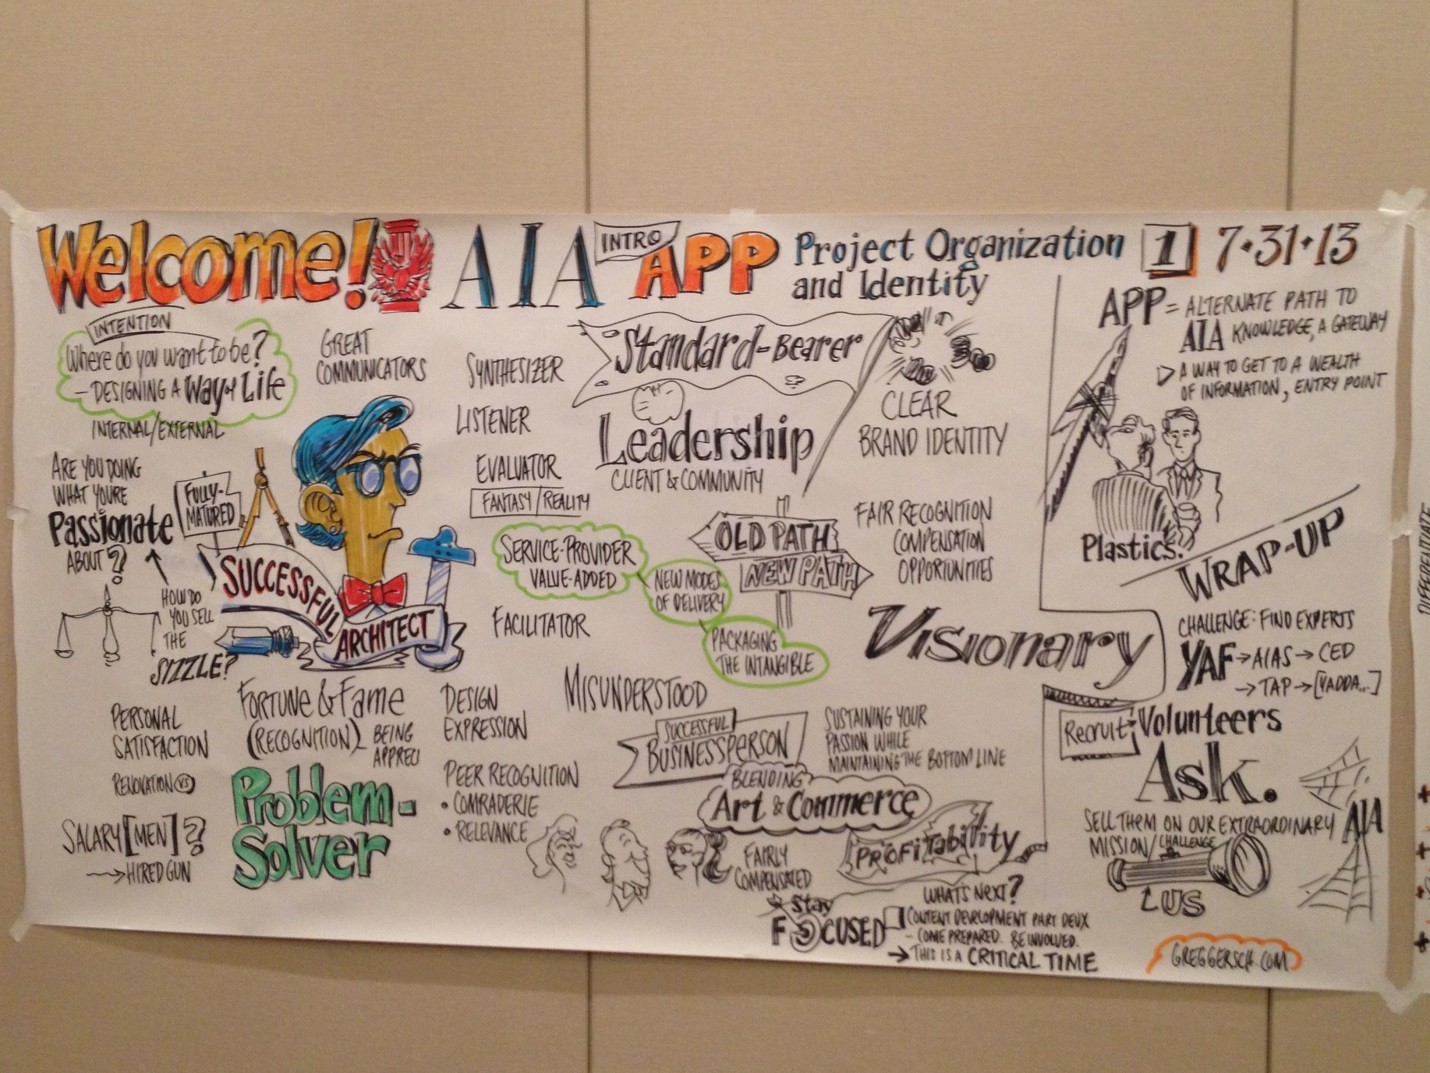 Welcome!
AIA
INTRO
APP
Project Organization
and Identity
1
7·31·13
INTENTION
Where do you want to be?
- DESIGNING A Way of Life
INTERNAL/EXTERNAL
ARE YOU DOING
WHAT YOU'RE
Passionate
ABOUT?
HOW DO
YOU SELL
THE
SIZZLE?
FULLY-
MATURED
SUCCESSFUL
ARCHITECT
GREAT
COMMUNICATORS
SYNTHESIZER
LISTENER
EVALUATOR
FANTASY/REALITY
SERVICE-PROVIDER
VALUE-ADDED
NEW MODES
OF DELIVERY
PACKAGING
THE INTANGIBLE
FACILITATOR
Standard-Bearer
Leadership
CLIENT & COMMUNITY
CLEAR
BRAND IDENTITY
OLD PATH
NEW PATH
FAIR RECOGNITION
COMPENSATION
OPPORTUNITIES
Visionary
PERSONAL
SATISFACTION
RENOVATION VS
SALARY[MEN]?
HIRED GUN
FORTUNE & FAME
(RECOGNITION)
BEING
APPREC
Problem-
Solver
DESIGN
EXPRESSION
PEER RECOGNITION
• COMRADERIE
• RELEVANCE
MISUNDERSTOOD
SUCCESSFUL
BUSINESSPERSON
BLENDING
Art & Commerce
SUSTAINING YOUR
PASSION WHILE
MAINTAINING THE BOTTOM LINE
FAIRLY
COMPENSATED
PROFITABILITY
Stay
FOCUSED
WHAT'S NEXT?
CONTENT DEVELOPMENT PART DEUX
- COME PREPARED. BE INVOLVED.
→ THIS IS A CRITICAL TIME
APP = ALTERNATE PATH TO
AIA KNOWLEDGE, A GATEWAY
A WAY TO GET TO A WEALTH
OF INFORMATION, ENTRY POINT
Plastics.
WRAP-UP
CHALLENGE: FIND EXPERTS
YAF → AIAS → CED
→ TAP → [YADDA...]
Recruit Volunteers
Ask.
SELL THEM ON OUR EXTRAORDINARY
MISSION/CHALLENGE
AIA
US
GREGGERSCH.COM
DIFFERENTIATE